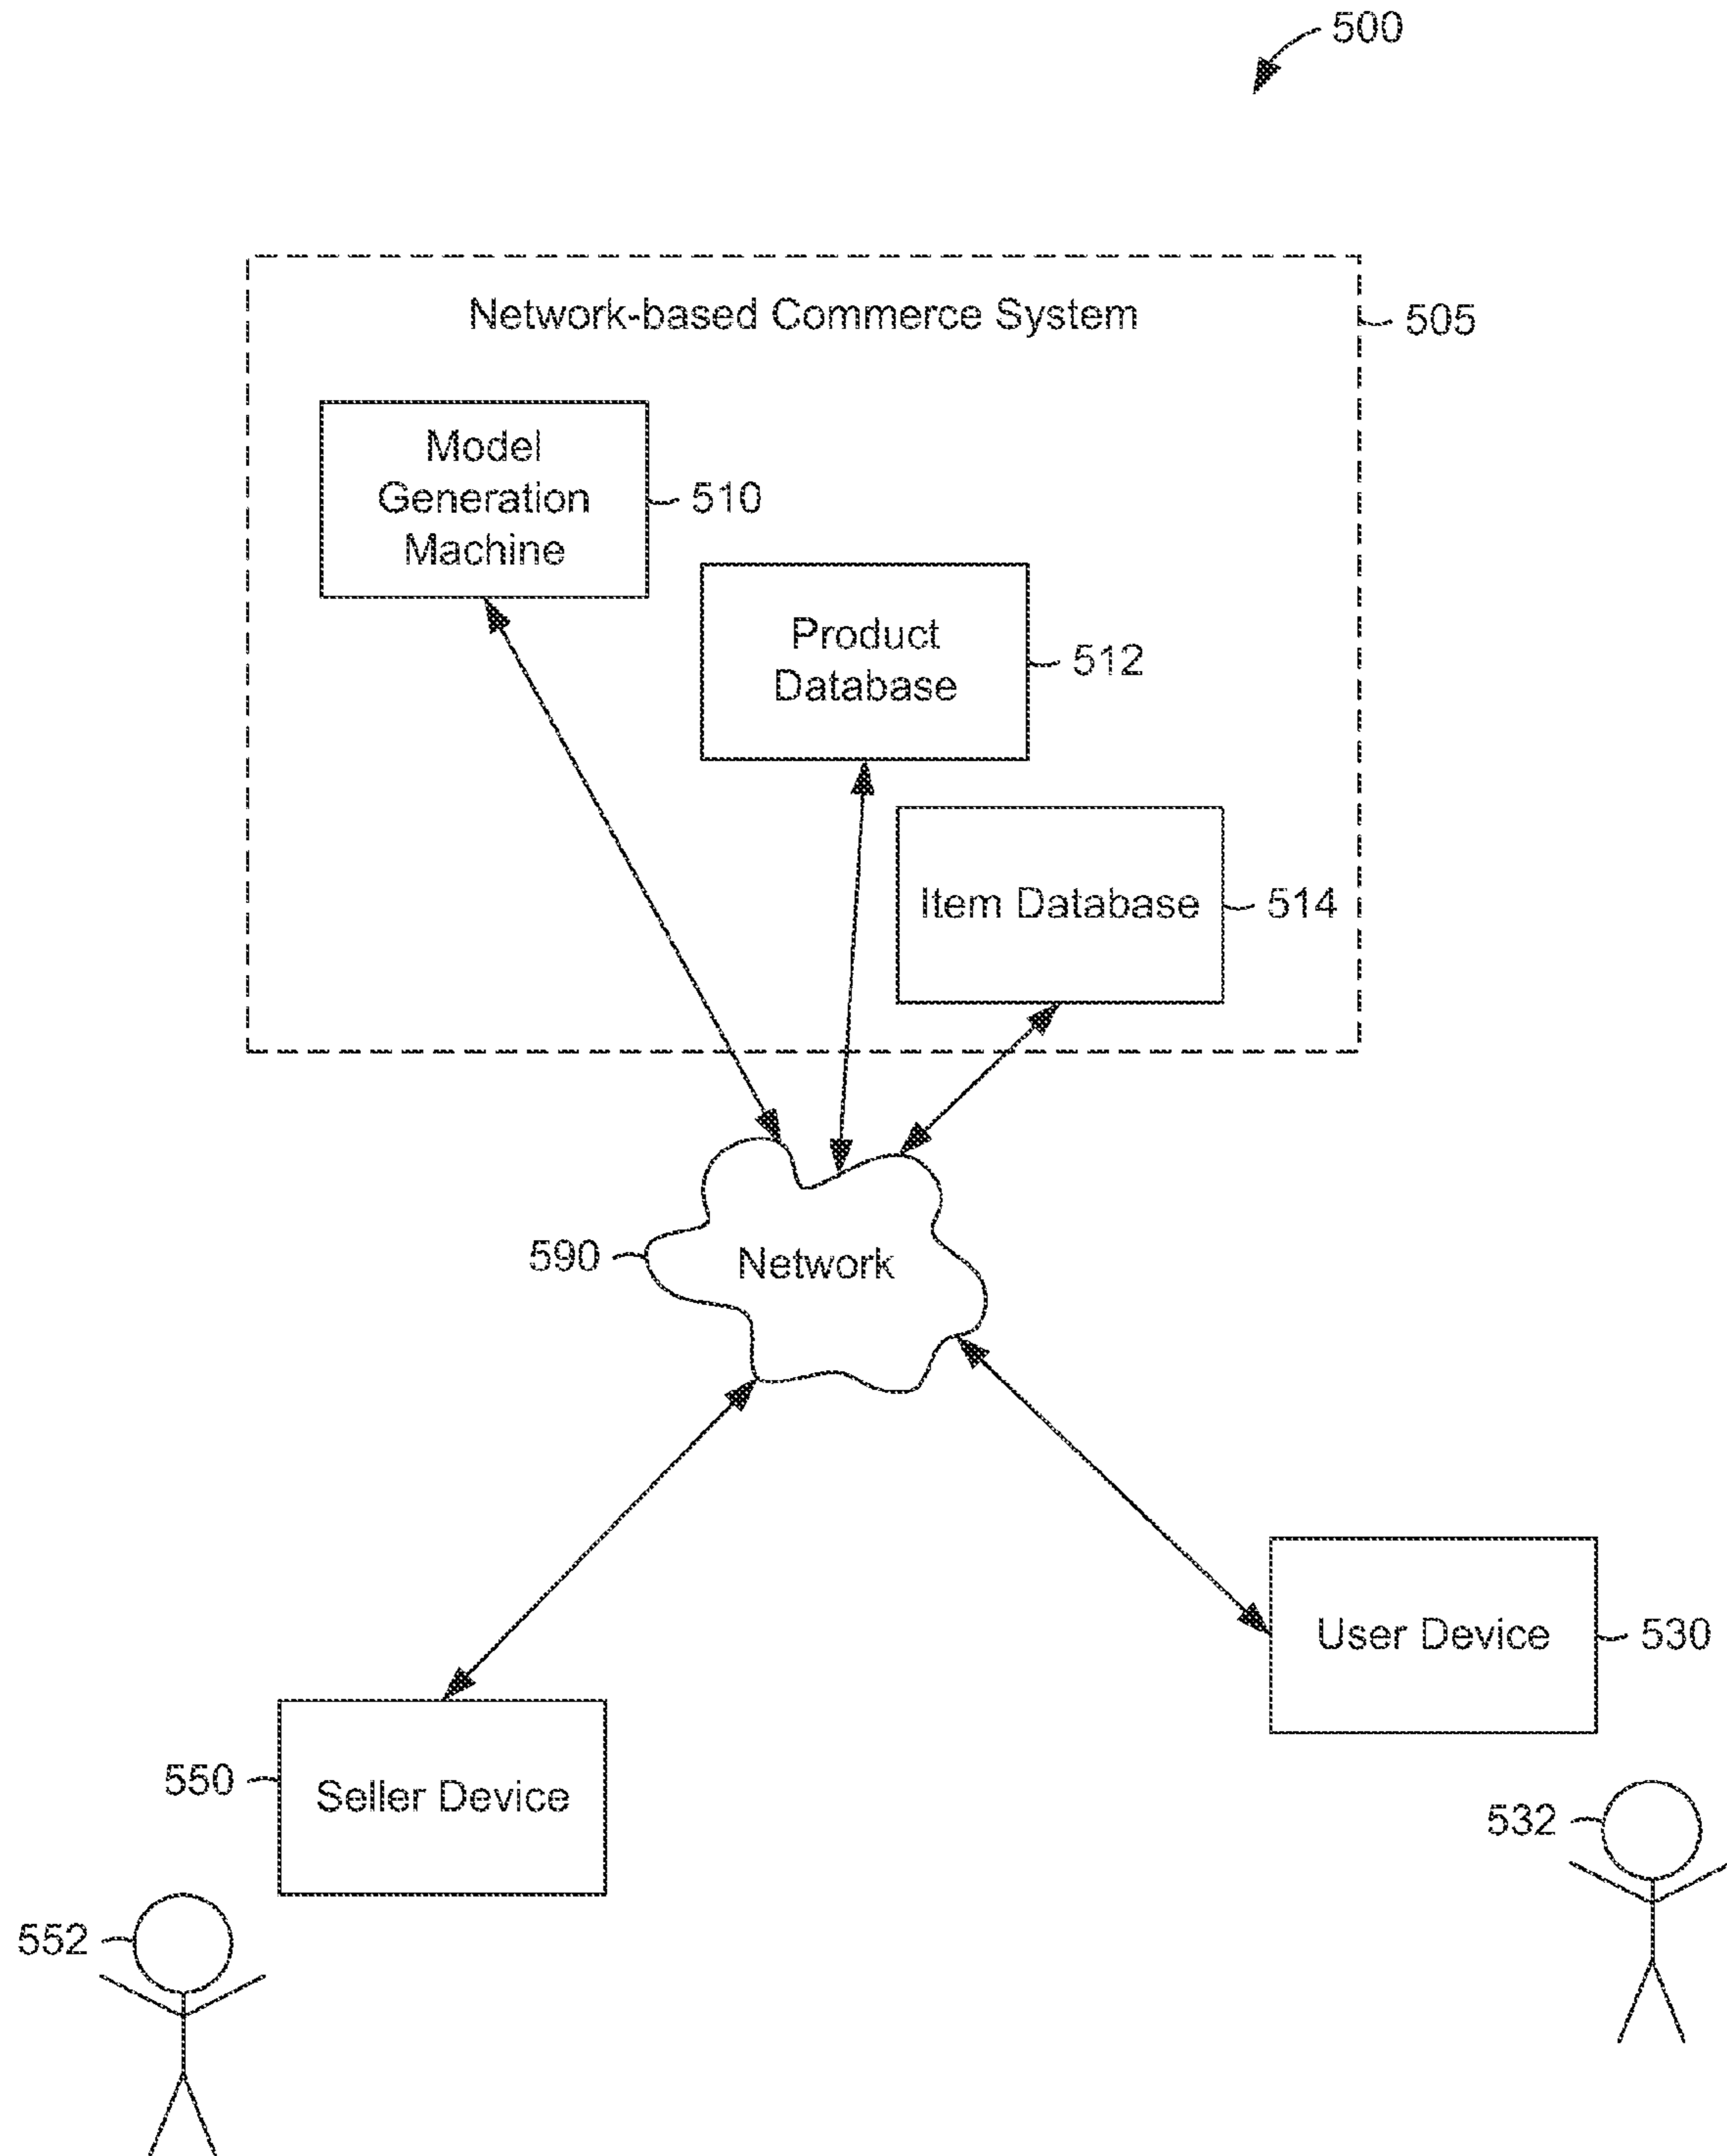 500
Network-based Commerce System
505
Model
Generation
Machine
510
Product
Database
512
Item Database
514
590
Network
User Device
530
550
Seller Device
532
552